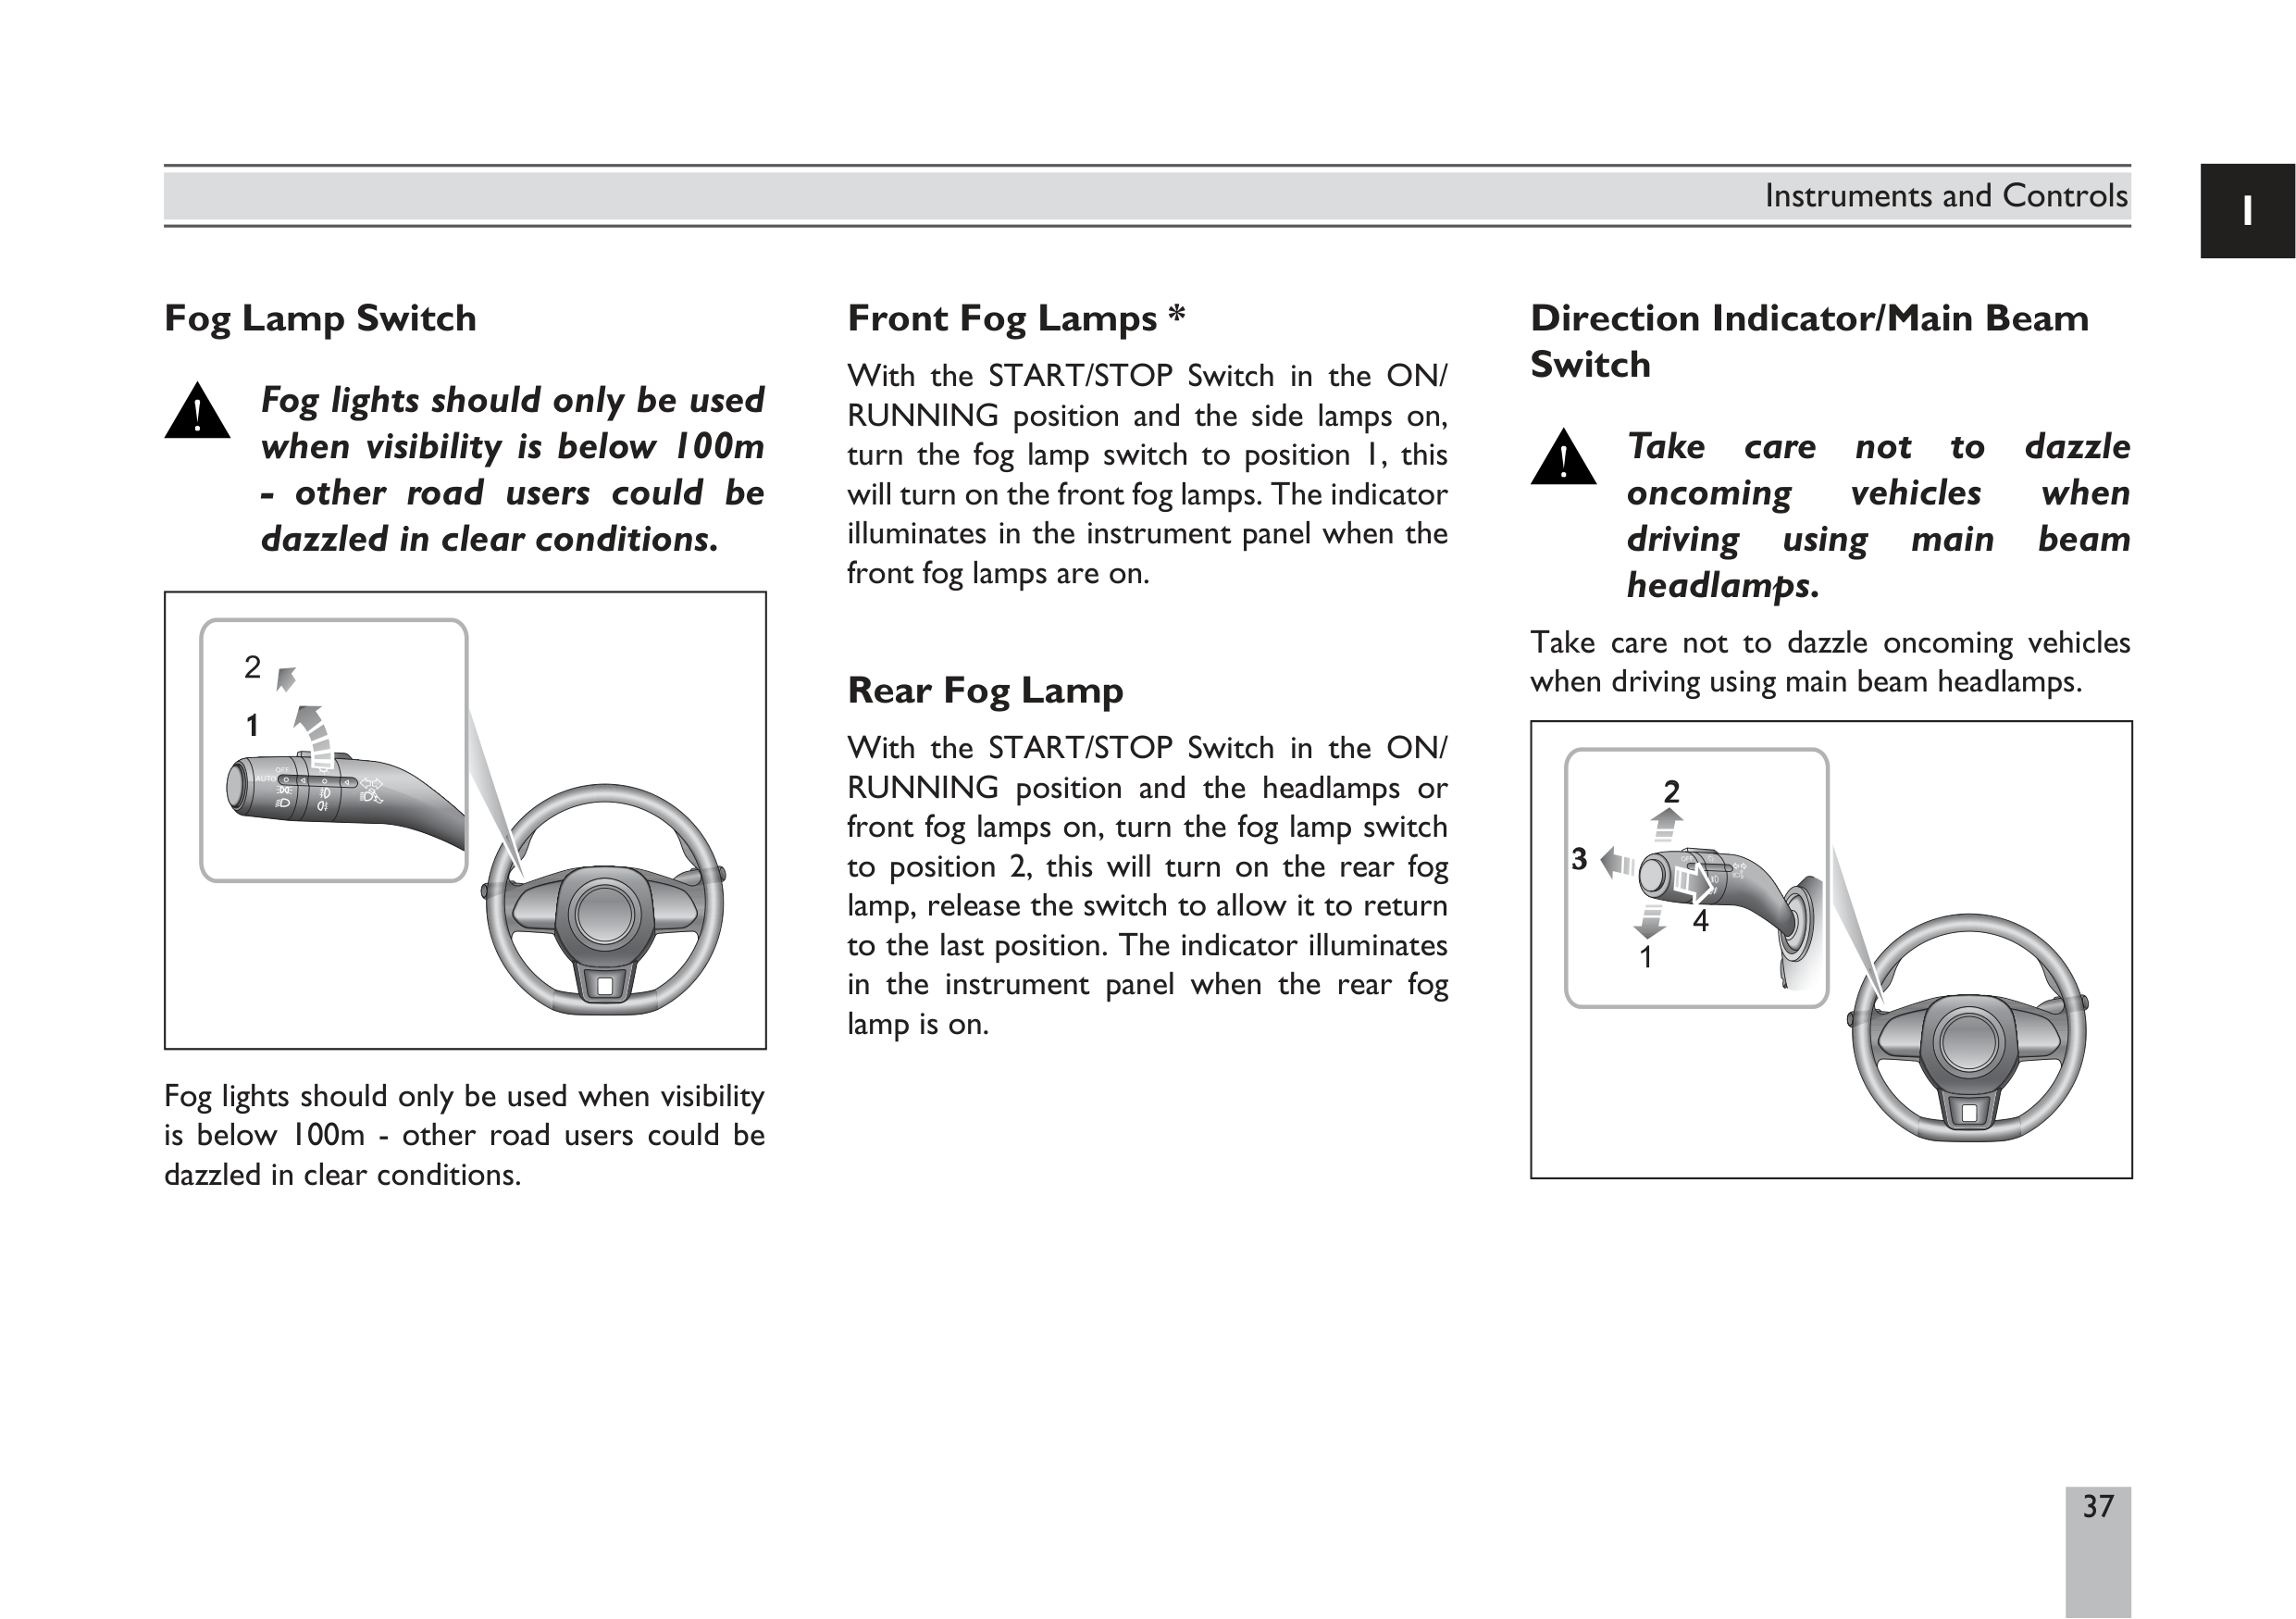 Instruments and Controls
1
Fog Lamp Switch
Fog lights should only be used
when visibility is below 100m
- other road users could be
dazzled in clear conditions.
2
1
OFF
AUTO
Fog lights should only be used when visibility
is below 100m - other road users could be
dazzled in clear conditions.
Front Fog Lamps *
With the START/STOP Switch in the ON/
RUNNING position and the side lamps on,
turn the fog lamp switch to position 1, this
will turn on the front fog lamps. The indicator
illuminates in the instrument panel when the
front fog lamps are on.
Rear Fog Lamp
With the START/STOP Switch in the ON/
RUNNING position and the headlamps or
front fog lamps on, turn the fog lamp switch
to position 2, this will turn on the rear fog
lamp, release the switch to allow it to return
to the last position. The indicator illuminates
in the instrument panel when the rear fog
lamp is on.
Direction Indicator/Main Beam
Switch
Take care not to dazzle
oncoming vehicles when
driving using main beam
headlamps.
Take care not to dazzle oncoming vehicles
when driving using main beam headlamps.
2
3
4
1
37